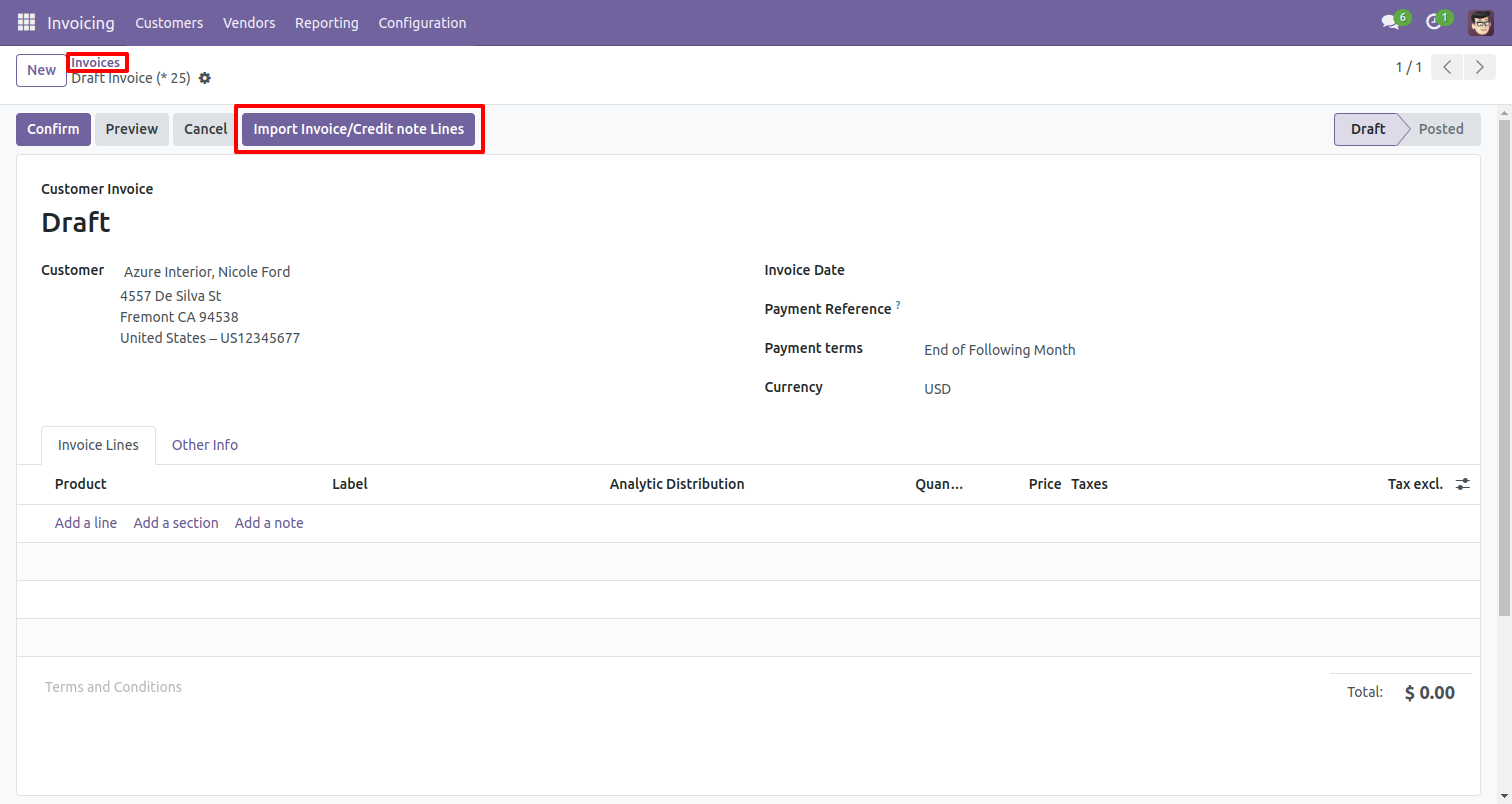 Invoicing Customers Vendors Reporting Configuration 6 1
New Invoices
Draft Invoice (* 25) 1 / 1
Confirm Preview Cancel Import Invoice/Credit note Lines Draft Posted
Customer Invoice
Draft
Customer Azure Interior, Nicole Ford Invoice Date
4557 De Silva St
Fremont CA 94538 Payment Reference ?
United States – US12345677
Payment terms End of Following Month
Currency USD
Invoice Lines Other Info
Product Label Analytic Distribution Quan... Price Taxes Tax excl.
Add a line Add a section Add a note
Terms and Conditions Total: $ 0.00